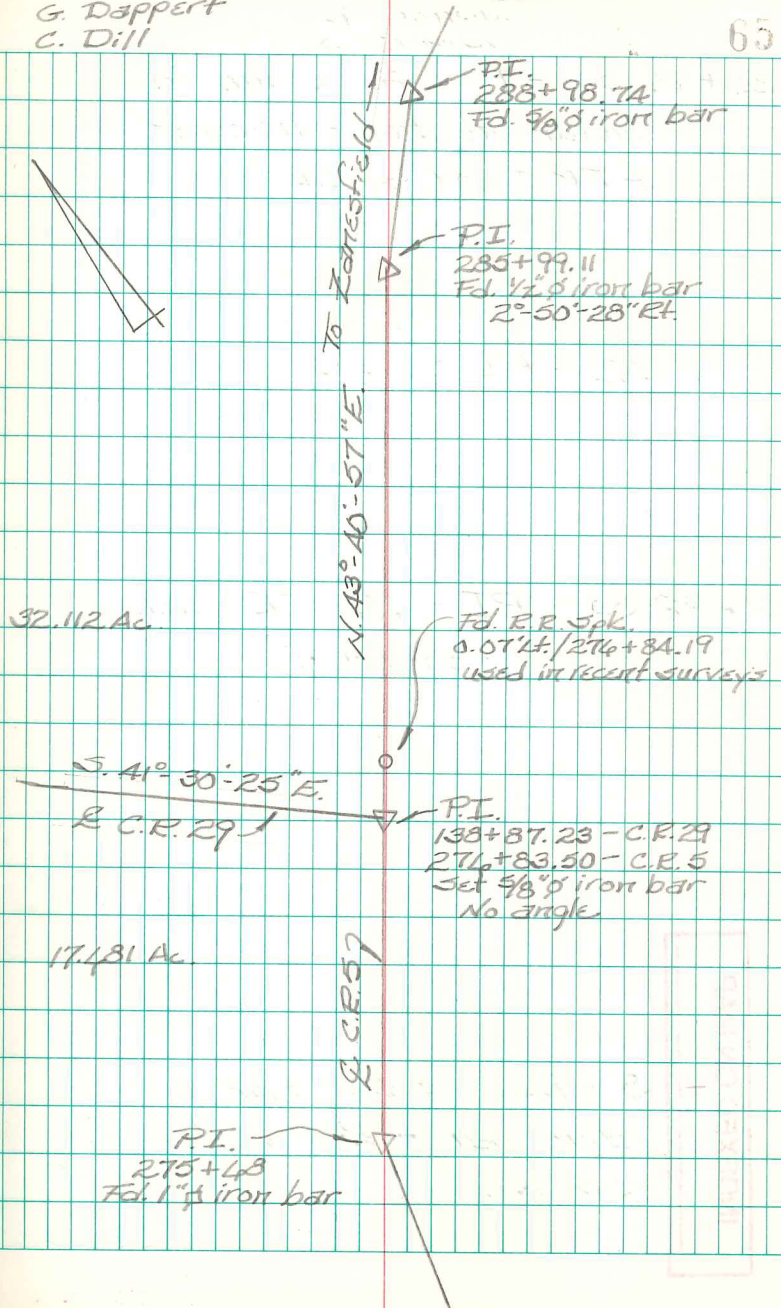 G. Dappert
C. Dill
65
P.I.
288+98.74
Fd. 5/8"ø iron bar
To Zanesfield
P.I.
285+99.11
Fd. 1/2"ø iron bar
2°-50'-28" Rt.
N. 43°-40'-57" E.
32.112 Ac.
Fd. R.R. Spk.
0.07' Lt./276+84.19
used in recent surveys
S. 41°-30'-25" E.
℄ C.R. 29
P.I.
138+87.23 - C.R. 29
276+83.50 - C.R. 5
Set 5/8"ø iron bar
No angle
17.681 Ac.
℄ C.R. 5
P.I.
275+68
Fd. 1"ø iron bar